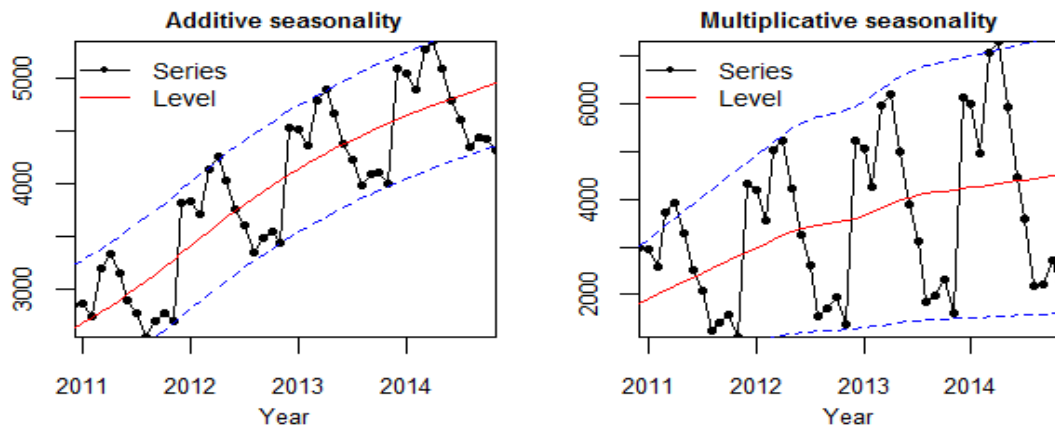 Additive seasonality
Series
Level
5000
4000
3000
2011 2012 2013 2014
Year
Multiplicative seasonality
Series
Level
6000
4000
2000
2011 2012 2013 2014
Year